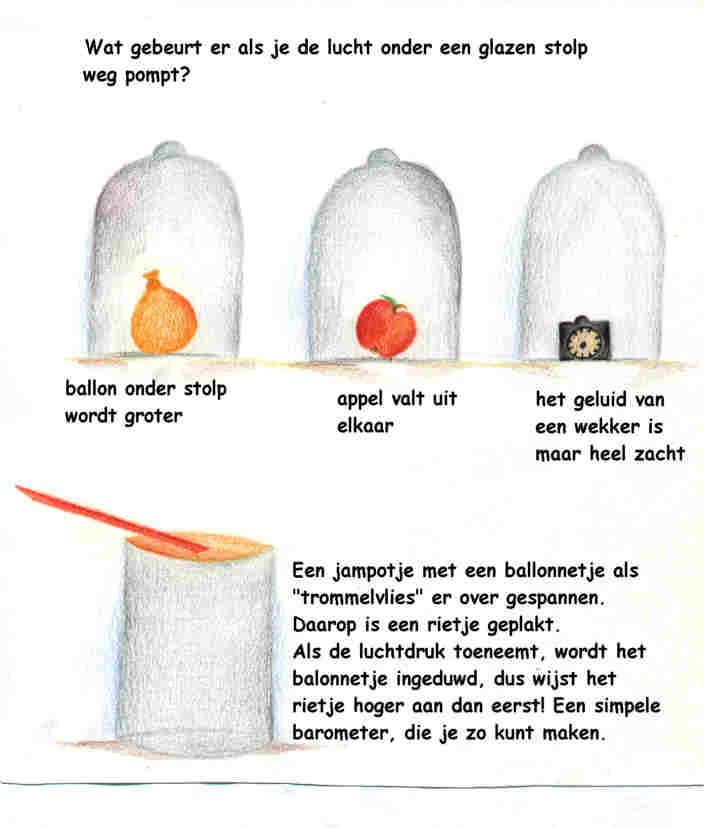 Wat gebeurt er als je de lucht onder een glazen stolp
weg pompt?
ballon onder stolp
wordt groter
appel valt uit
elkaar
het geluid van
een wekker is
maar heel zacht
Een jampotje met een ballonnetje als
"trommelvlies" er over gespannen.
Daarop is een rietje geplakt.
Als de luchtdruk toeneemt, wordt het
balonnetje ingeduwd, dus wijst het
rietje hoger aan dan eerst! Een simpele
barometer, die je zo kunt maken.